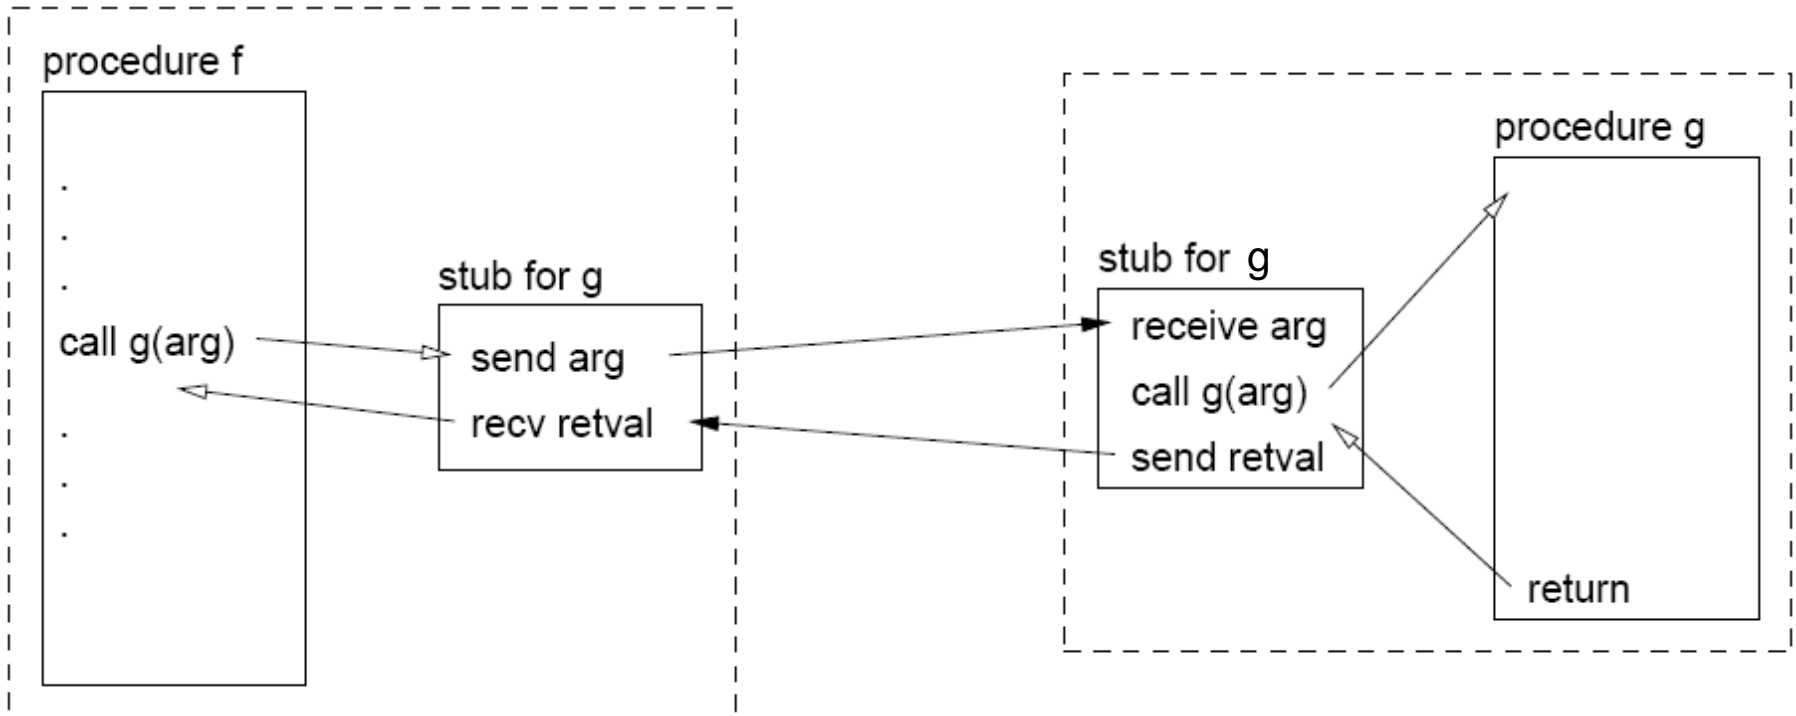 procedure f
.
.
.
call g(arg)
.
.
.
stub for g
send arg
recv retval
stub for g
receive arg
call g(arg)
send retval
procedure g
return